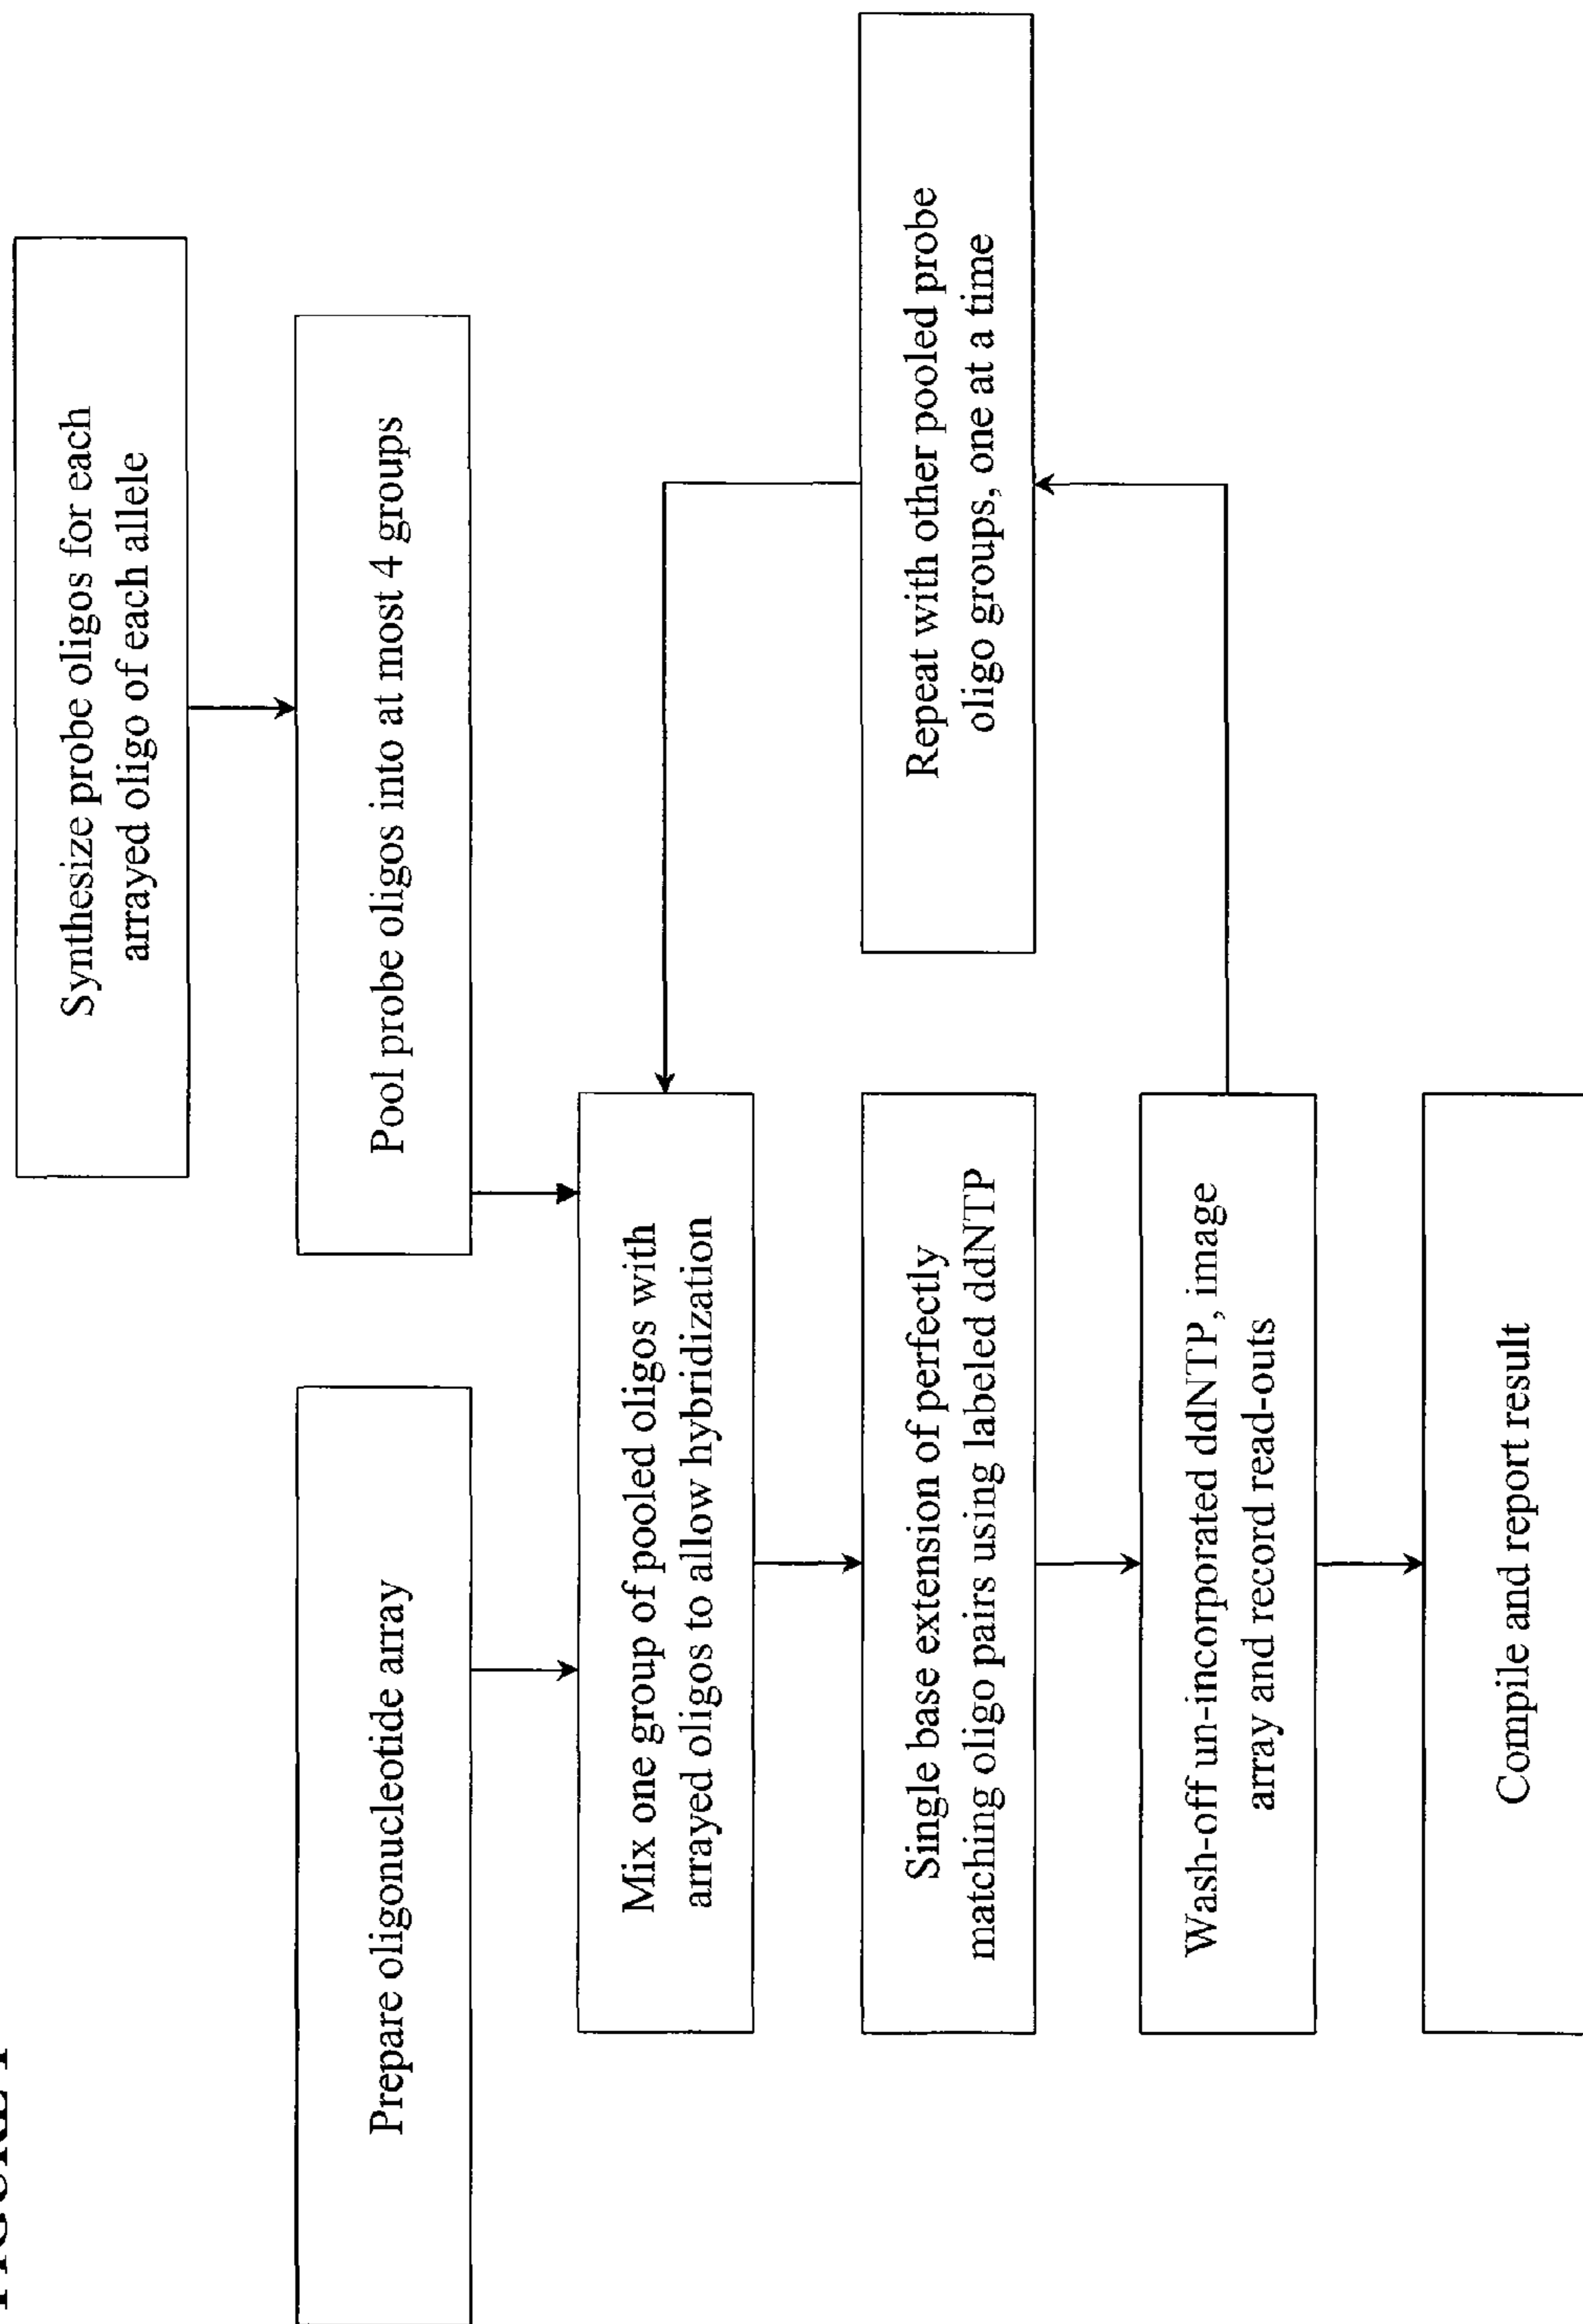 Synthesize probe oligos for each
arrayed oligo of each allele
Prepare oligonucleotide array
Pool probe oligos into at most 4 groups
Mix one group of pooled oligos with
arrayed oligos to allow hybridization
Single base extension of perfectly
matching oligo pairs using labeled ddNTP
Repeat with other pooled probe
oligo groups, one at a time
Wash-off un-incorporated ddNTP, image
array and record read-outs
Compile and report result